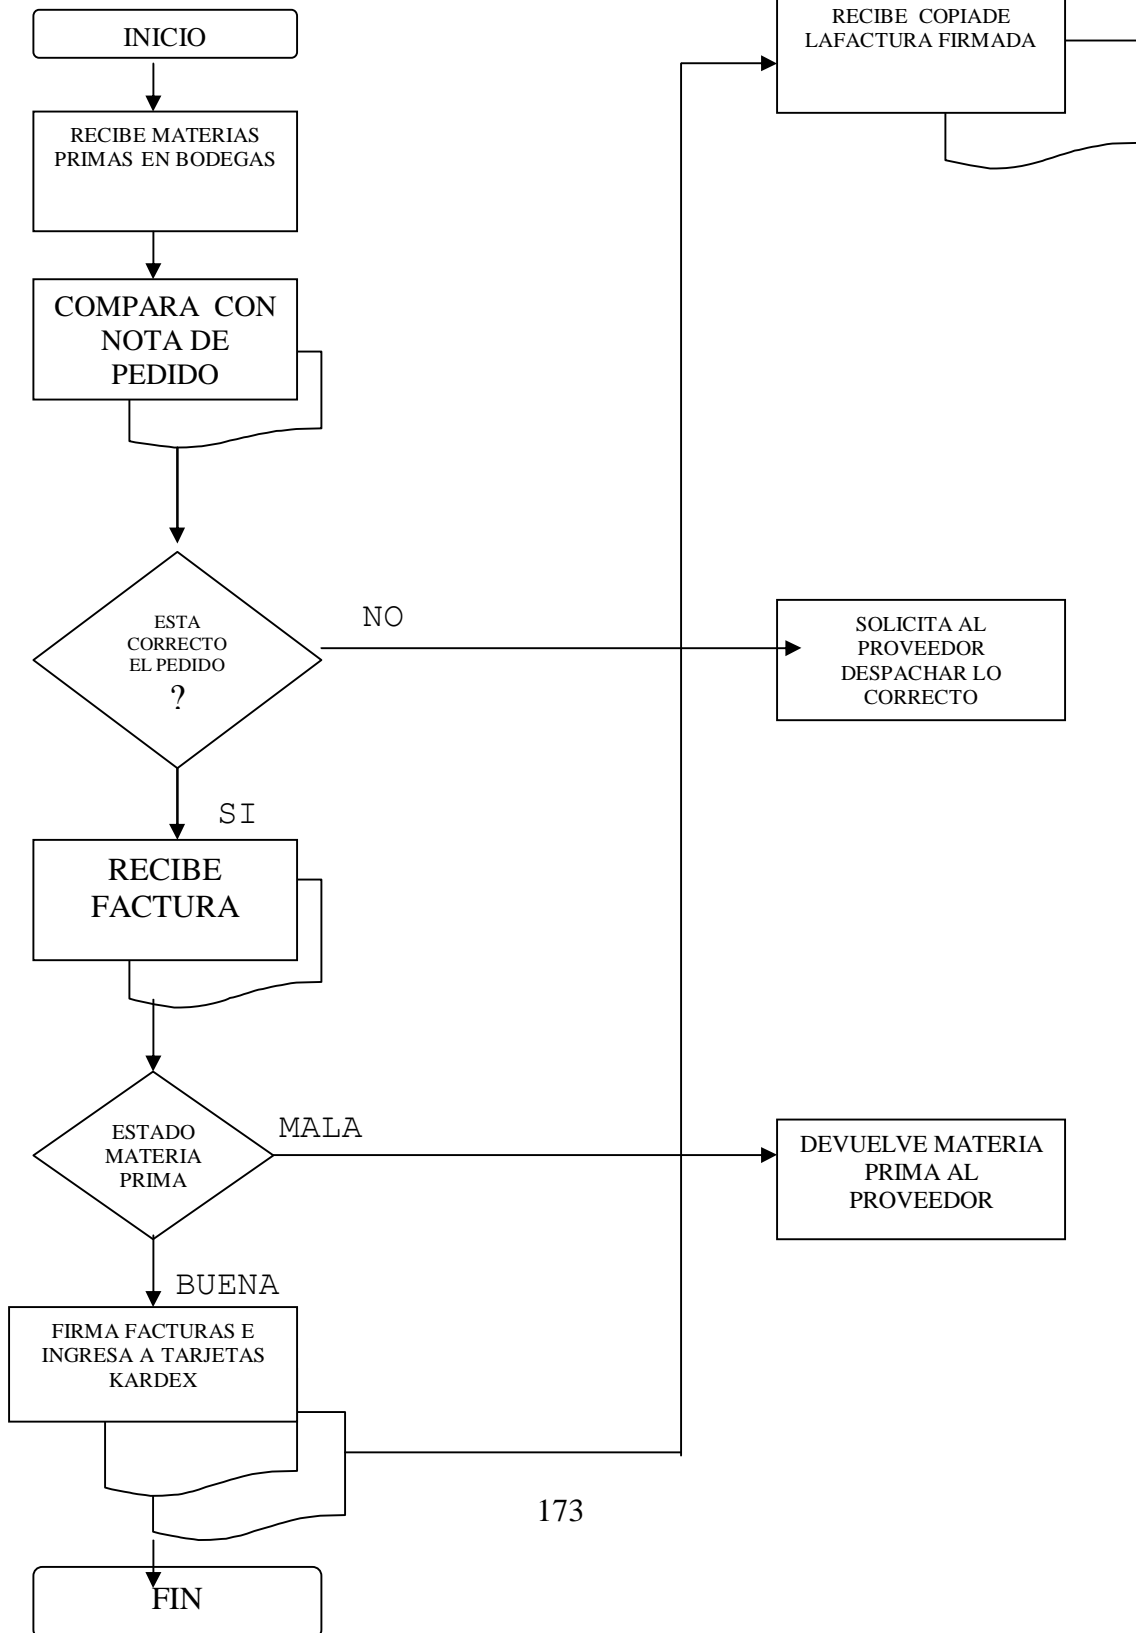 INICIO
RECIBE COPIADE
LAFACTURA FIRMADA
RECIBE MATERIAS
PRIMAS EN BODEGAS
COMPARA CON
NOTA DE
PEDIDO
ESTA
CORRECTO
EL PEDIDO
?
NO
SOLICITA AL
PROVEEDOR
DESPACHAR LO
CORRECTO
SI
RECIBE
FACTURA
ESTADO
MATERIA
PRIMA
MALA
DEVUELVE MATERIA
PRIMA AL
PROVEEDOR
BUENA
FIRMA FACTURAS E
INGRESA A TARJETAS
KARDEX
173
FIN